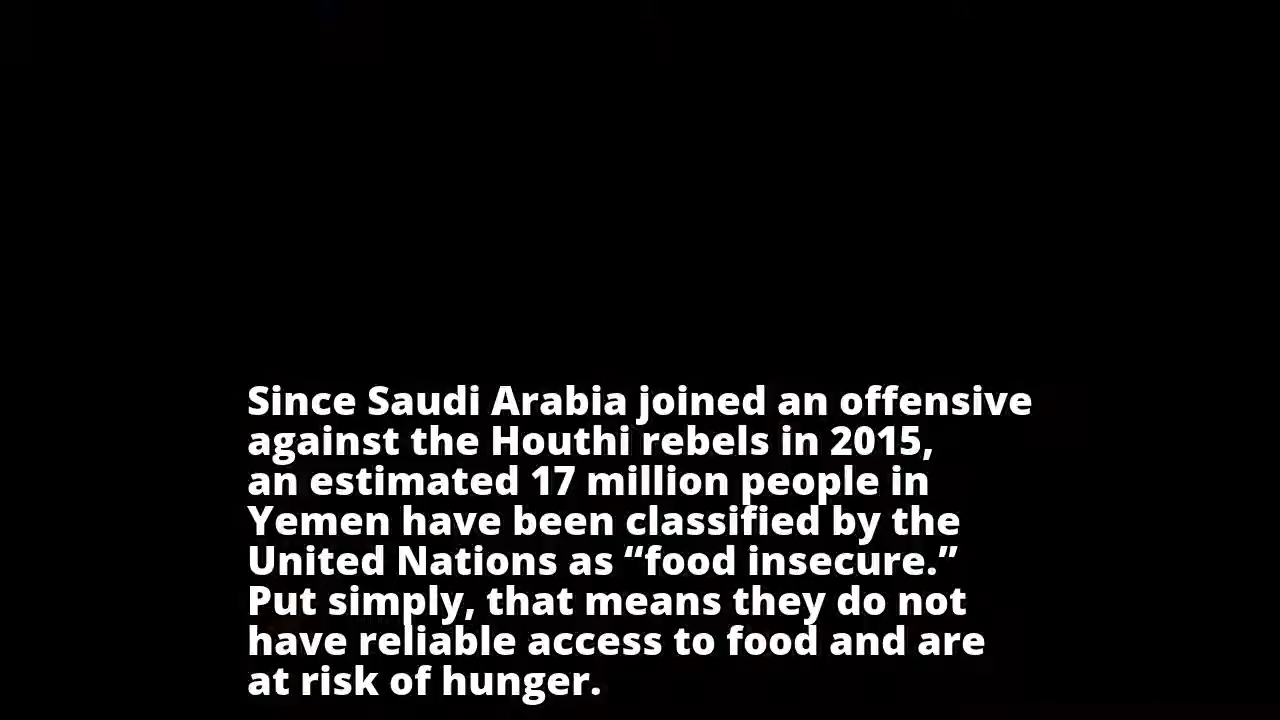 Since Saudi Arabia joined an offensive
against the Houthi rebels in 2015,
an estimated 17 million people in
Yemen have been classified by the
United Nations as “food insecure.”
Put simply, that means they do not
have reliable access to food and are
at risk of hunger.